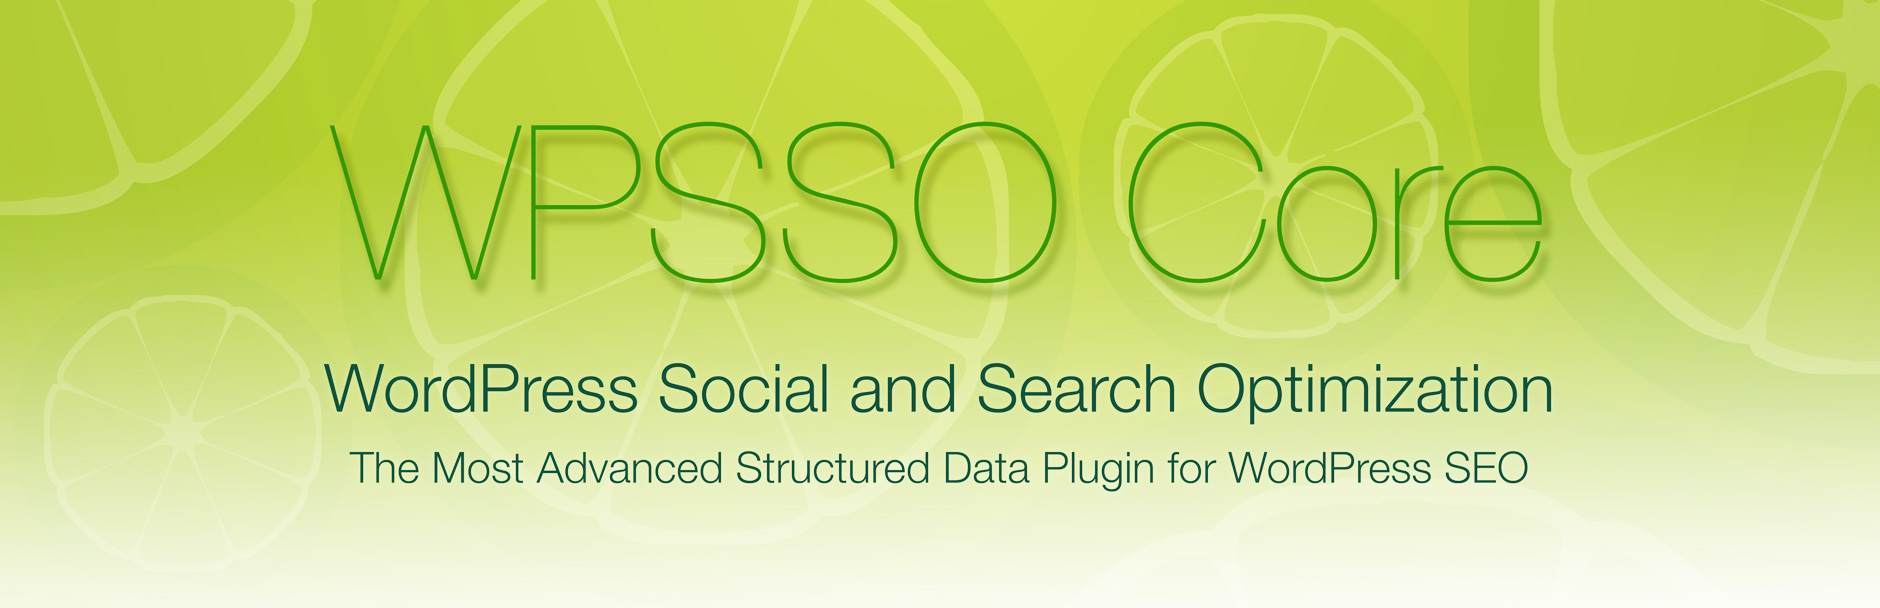 WPSSO Core
WordPress Social and Search Optimization
The Most Advanced Structured Data Plugin for WordPress SEO